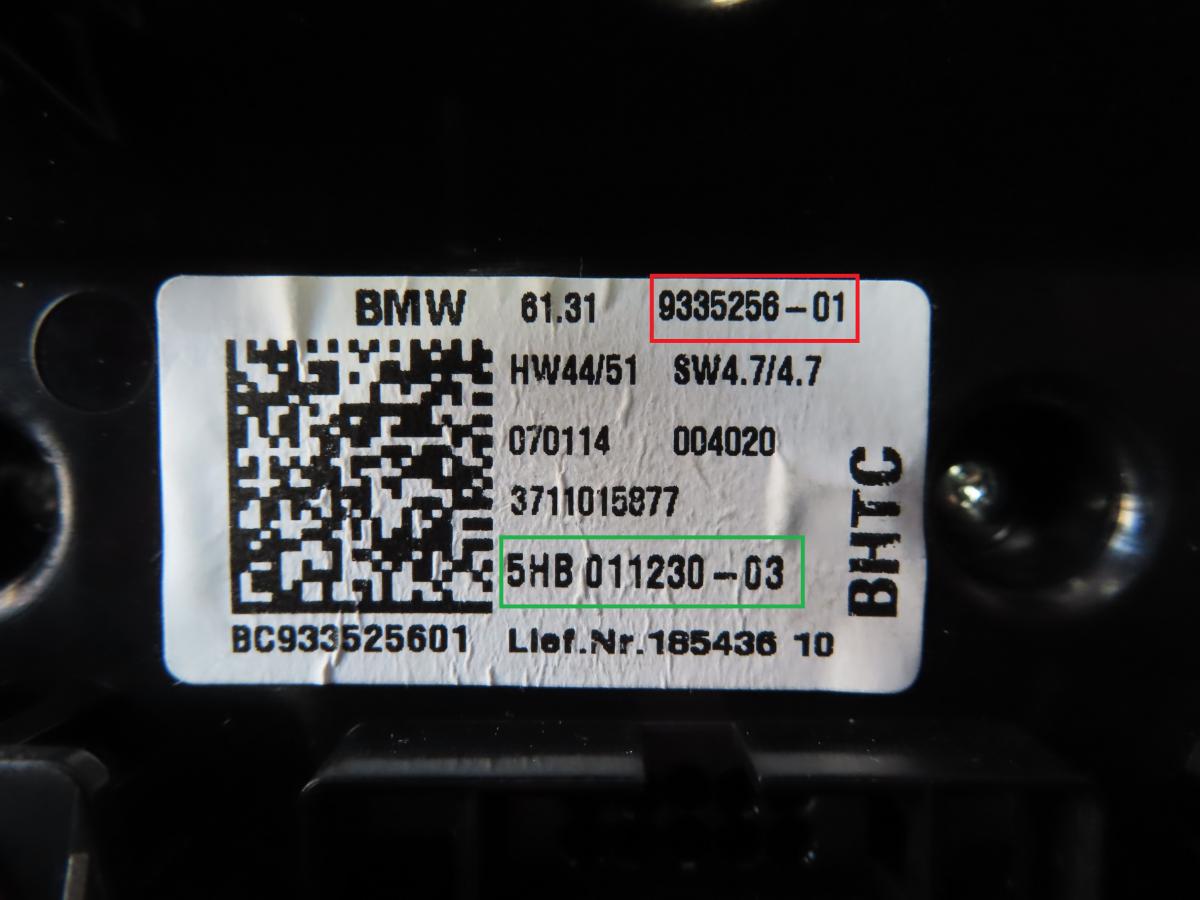 BMW 61.31 9335256-01
HW44/51 SW4.7/4.7
070114 004020
3711015877
5HB 011230-03
BC933525601 Lief.Nr.185436 10
BHTC